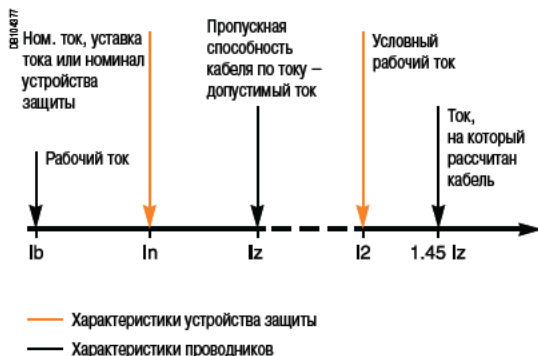 DB104377
Ном. ток, уставка
тока или номинал
устройства
защиты
Пропускная
способность
кабеля по току –
допустимый ток
Условный
рабочий ток
Ток,
на который
рассчитан
кабель
Рабочий ток
Ib
In
Iz
I2
1.45 Iz
Характеристики устройства защиты
Характеристики проводников